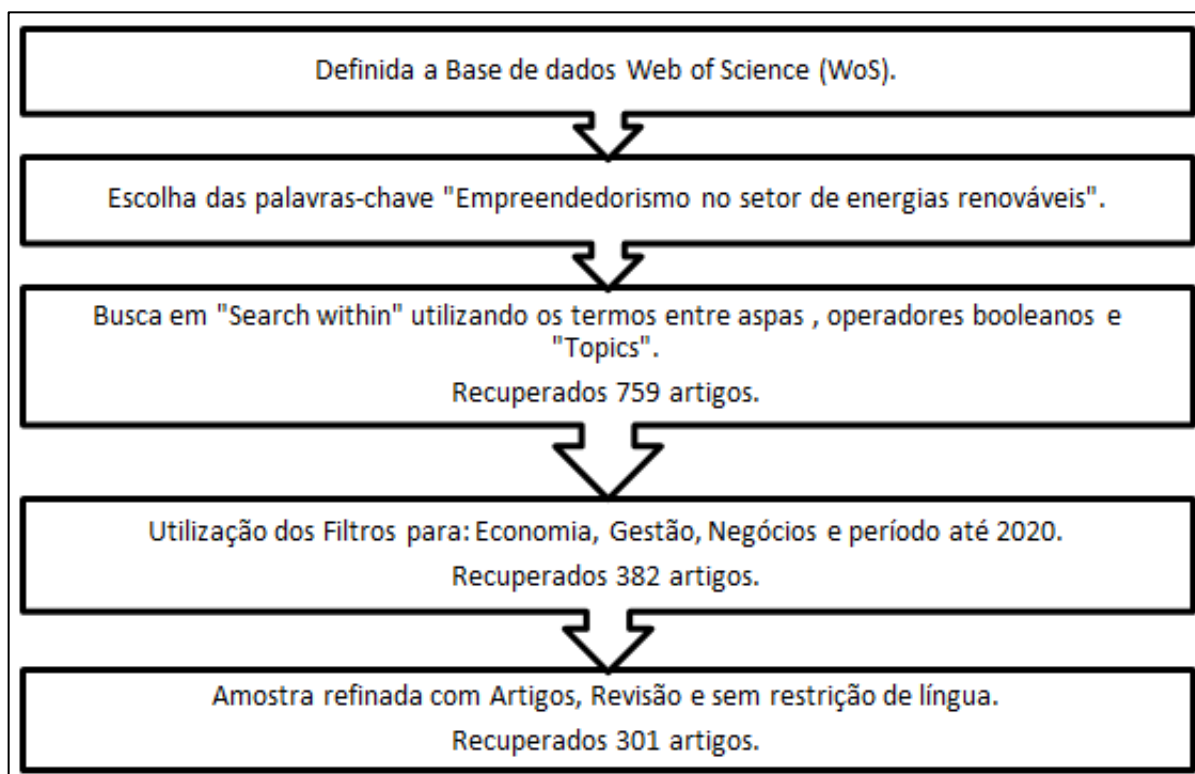 Definida a Base de dados Web of Science (WoS).
Escolha das palavras-chave "Empreendedorismo no setor de energias renováveis".
Busca em "Search within" utilizando os termos entre aspas , operadores booleanos e
"Topics".
Recuperados 759 artigos.
Utilização dos Filtros para: Economia, Gestão, Negócios e período até 2020.
Recuperados 382 artigos.
Amostra refinada com Artigos, Revisão e sem restrição de língua.
Recuperados 301 artigos.